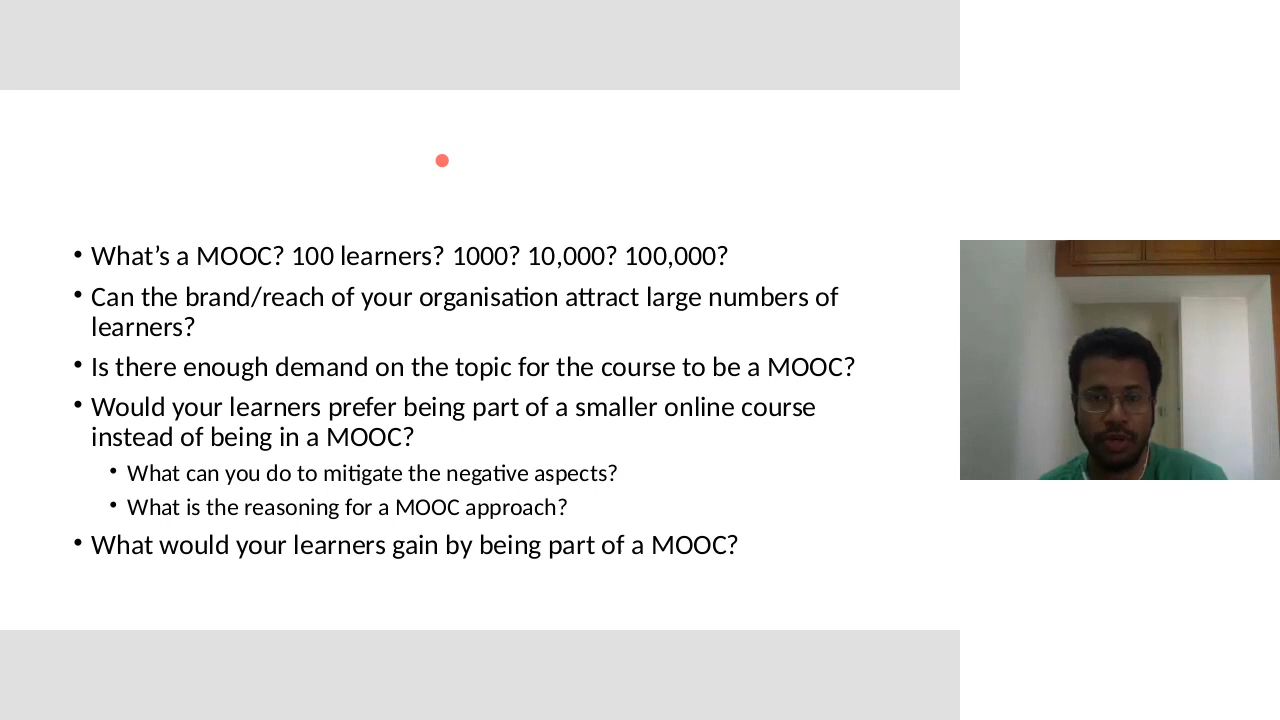 • What’s a MOOC? 100 learners? 1000? 10,000? 100,000?
• Can the brand/reach of your organisation attract large numbers of
learners?
• Is there enough demand on the topic for the course to be a MOOC?
• Would your learners prefer being part of a smaller online course
instead of being in a MOOC?
• What can you do to mitigate the negative aspects?
• What is the reasoning for a MOOC approach?
• What would your learners gain by being part of a MOOC?